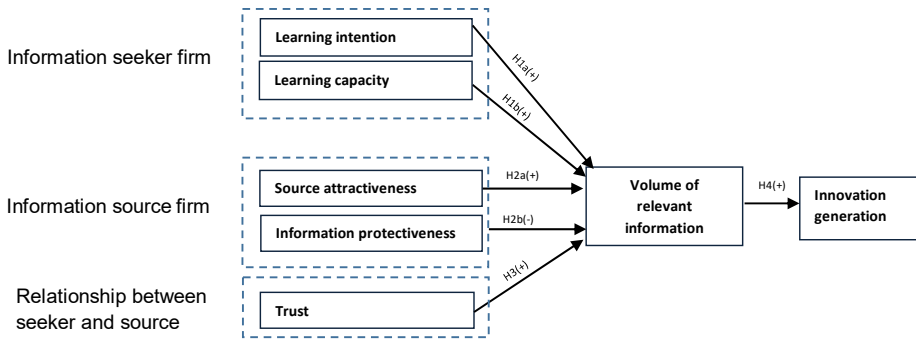 Information seeker firm
Learning intention
Learning capacity
H1a(+)
H1b(+)
Information source firm
Source attractiveness
Information protectiveness
H2a(+)
H2b(-)
Relationship between
seeker and source
Trust
H3(+)
Volume of
relevant
information
H4(+)
Innovation
generation